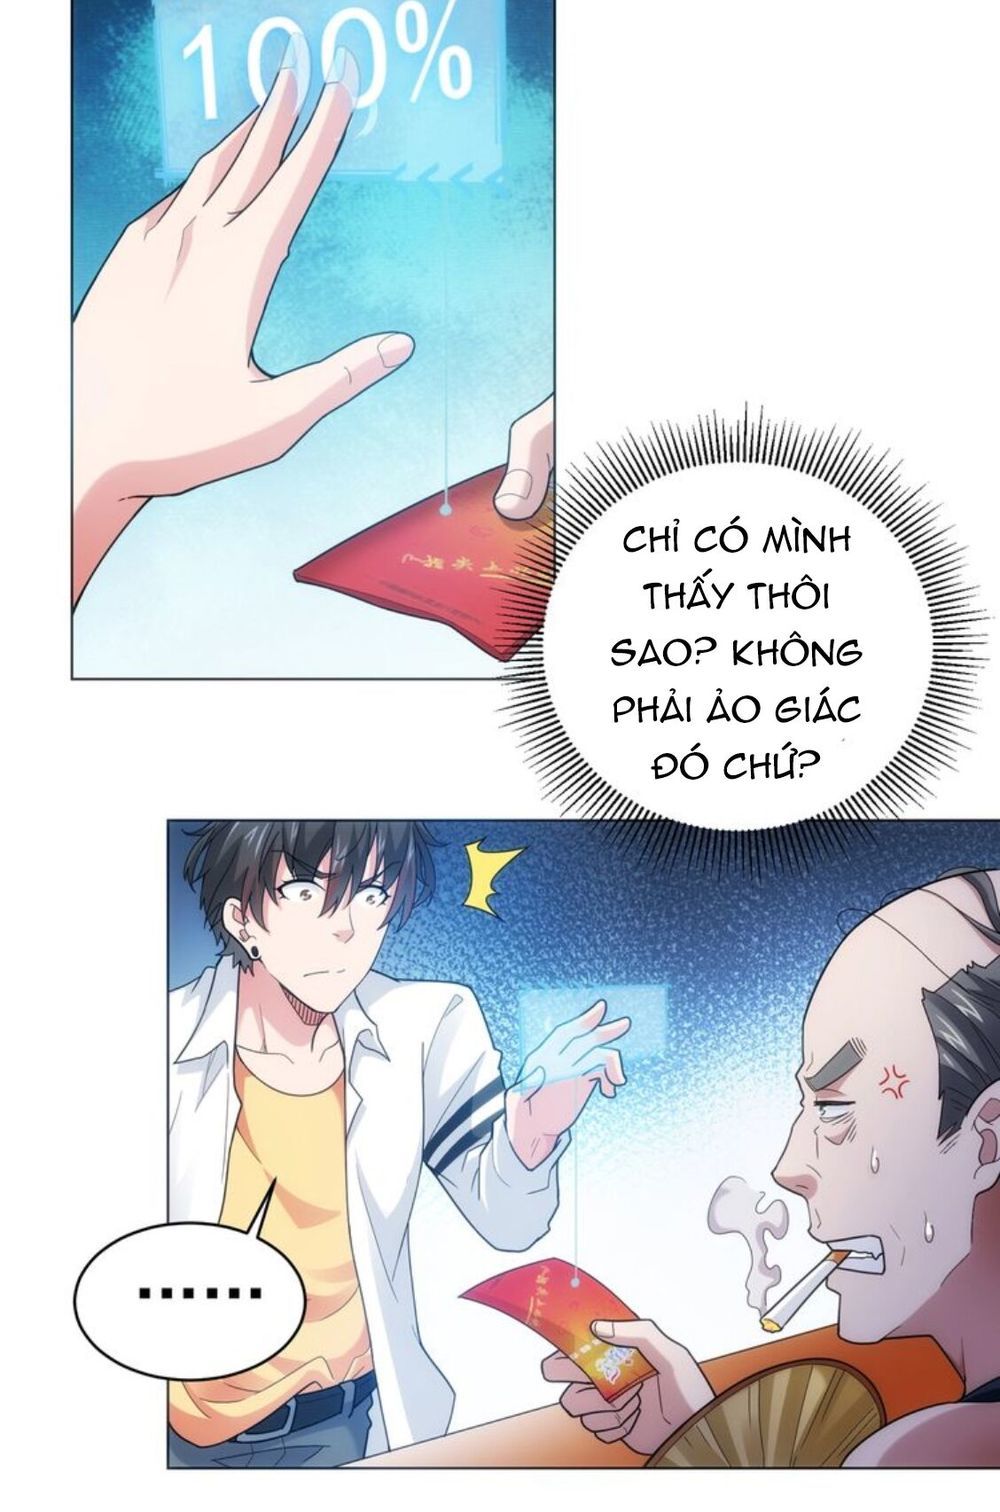 100%
CHỈ CÓ MÌNH
THẤY THÔI
SAO? KHÔNG
PHẢI ẢO GIÁC
ĐÓ CHỨ?
......